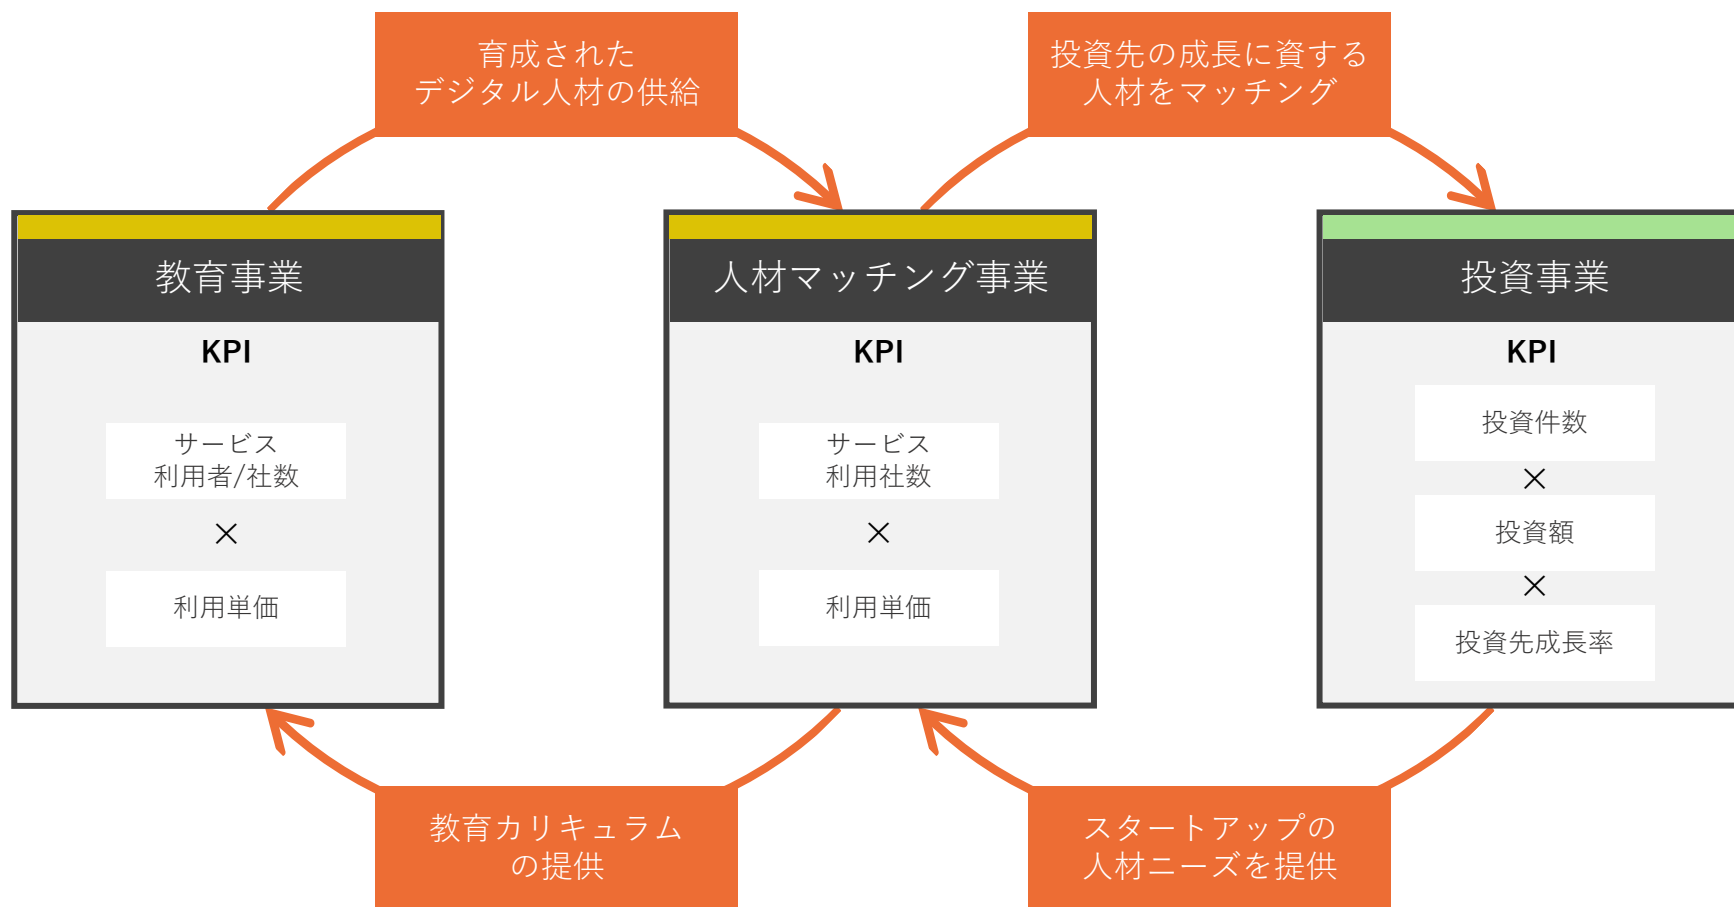 育成された
デジタル人材の供給
投資先の成長に資する
人材をマッチング
教育事業
KPI
サービス
利用者/社数
×
利用単価
人材マッチング事業
KPI
サービス
利用社数
×
利用単価
投資事業
KPI
投資件数
×
投資額
×
投資先成長率
教育カリキュラム
の提供
スタートアップの
人材ニーズを提供